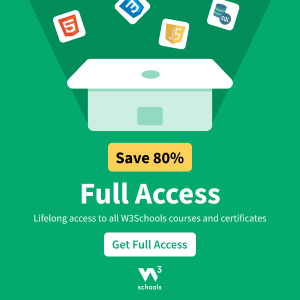 5
3
JS
SQL
Save 80%
Full Access
Lifelong access to all W3Schools courses and certificates
Get Full Access
W3
schools